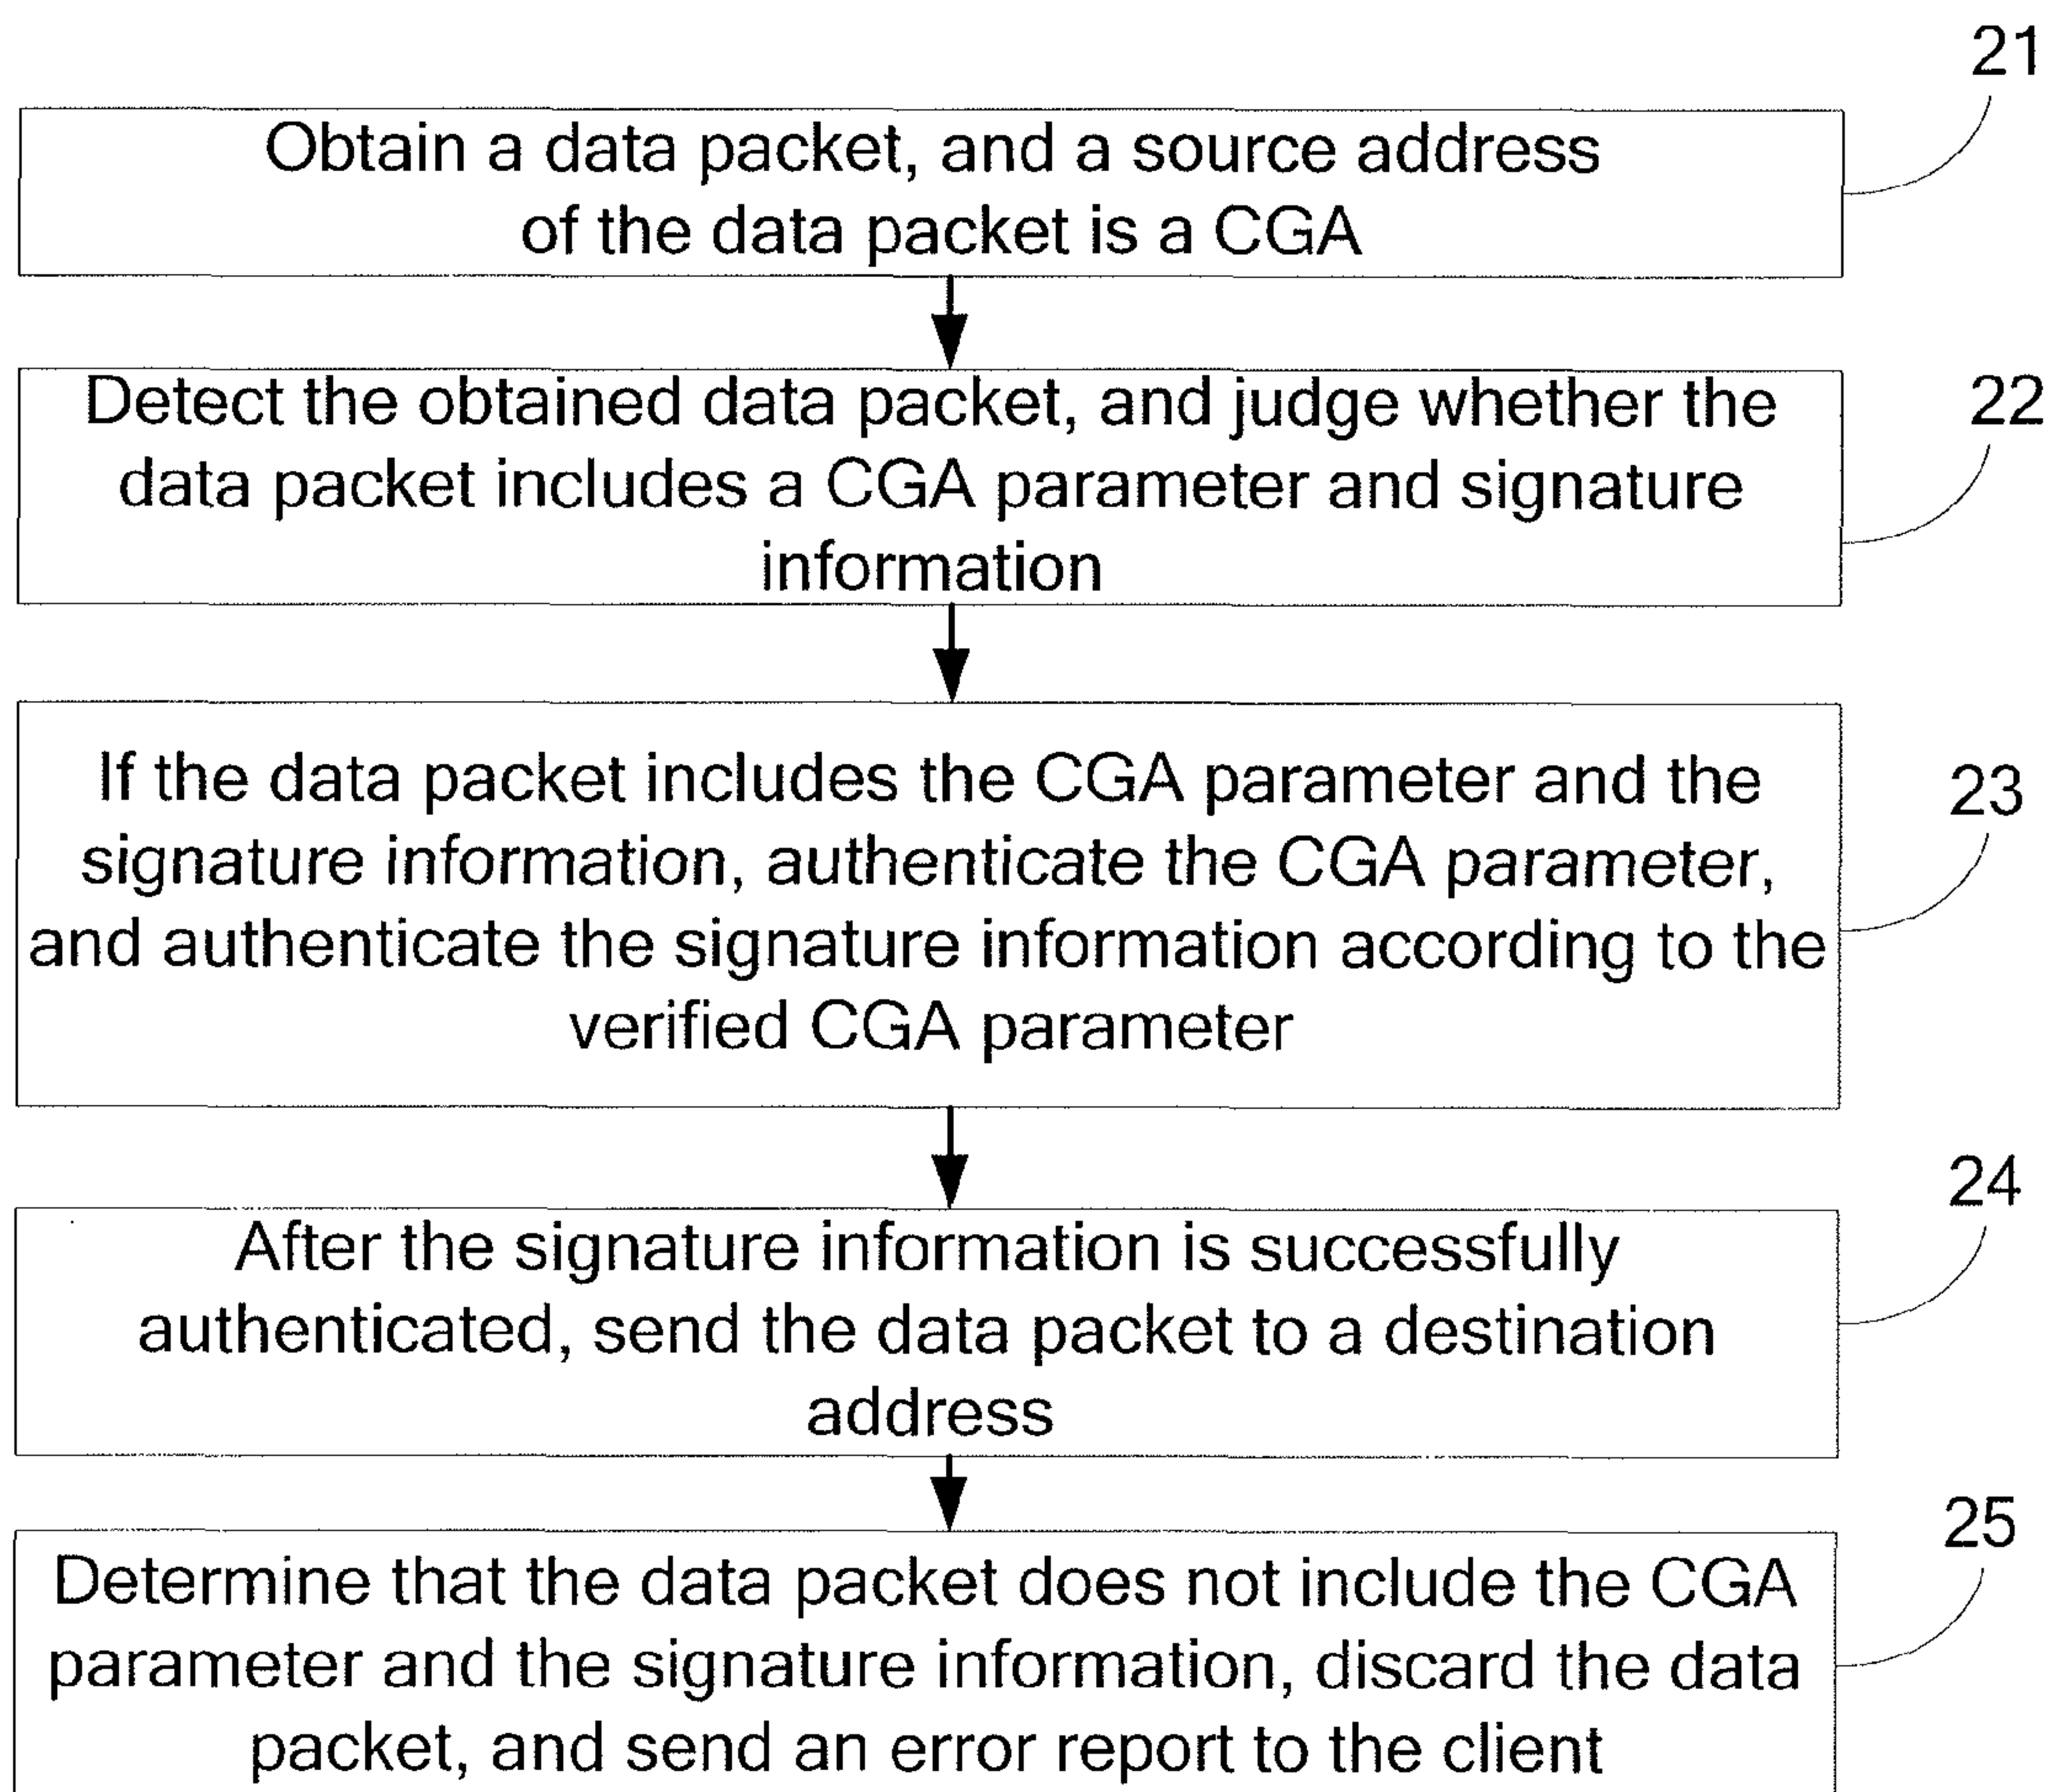 21
Obtain a data packet, and a source address
of the data packet is a CGA
22
Detect the obtained data packet, and judge whether the
data packet includes a CGA parameter and signature
information
23
If the data packet includes the CGA parameter and the
signature information, authenticate the CGA parameter,
and authenticate the signature information according to the
verified CGA parameter
24
After the signature information is successfully
authenticated, send the data packet to a destination
address
25
Determine that the data packet does not include the CGA
parameter and the signature information, discard the data
packet, and send an error report to the client